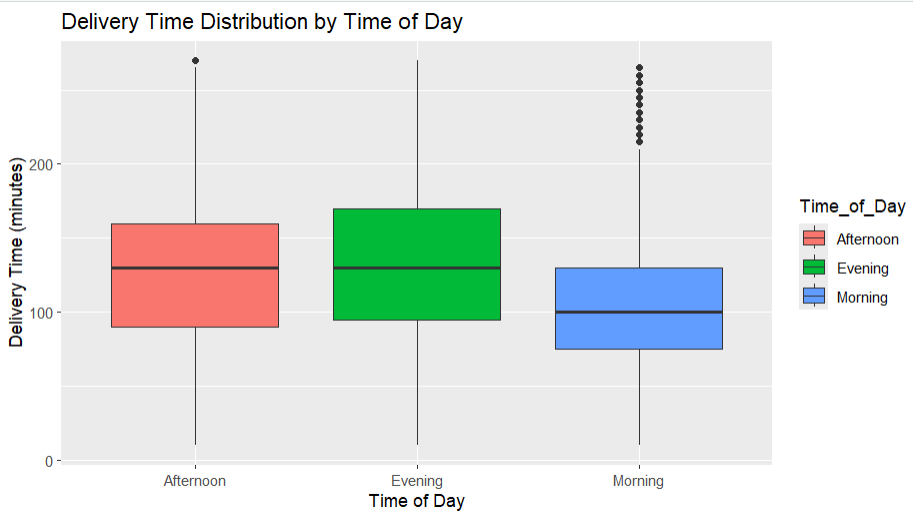 Delivery Time Distribution by Time of Day
Delivery Time (minutes)
200
100
0
Afternoon
Evening
Morning
Time of Day
Time_of_Day
Afternoon
Evening
Morning